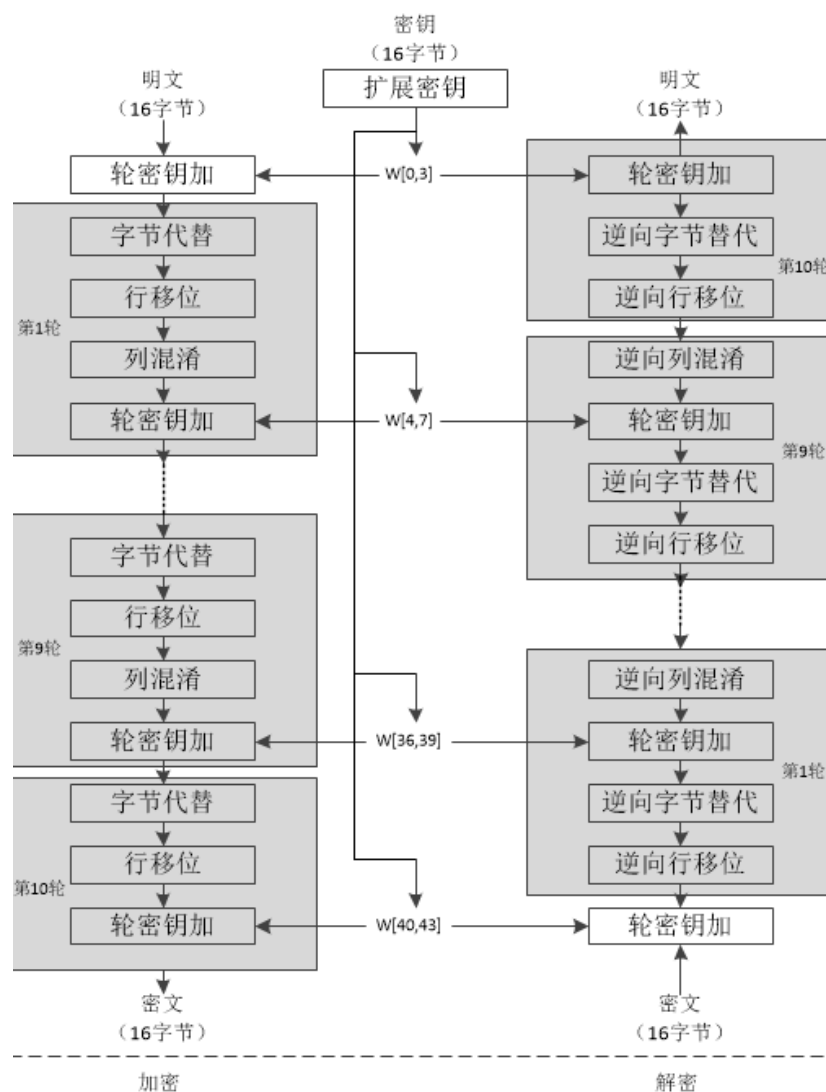 密钥
（16字节）
扩展密钥
明文
（16字节）
轮密钥加
字节代替
行移位
第1轮
列混淆
轮密钥加
字节代替
行移位
第9轮
列混淆
轮密钥加
字节代替
行移位
第10轮
轮密钥加
密文
（16字节）
加密
W[0,3]
W[4,7]
W[36,39]
W[40,43]
明文
（16字节）
轮密钥加
逆向字节替代
第10轮
逆向行移位
逆向列混淆
轮密钥加
第9轮
逆向字节替代
逆向行移位
逆向列混淆
轮密钥加
第1轮
逆向字节替代
逆向行移位
轮密钥加
密文
（16字节）
解密